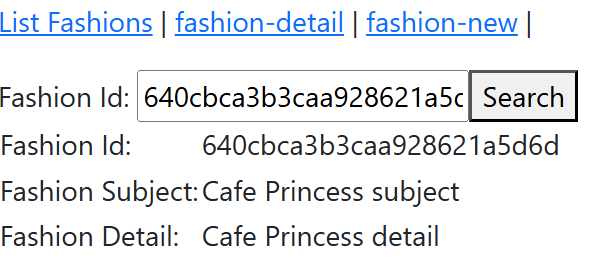 List Fashions | fashion-detail | fashion-new |
Fashion Id: 640cbca3b3caa928621a5c Search
Fashion Id: 640cbca3b3caa928621a5d6d
Fashion Subject: Cafe Princess subject
Fashion Detail: Cafe Princess detail